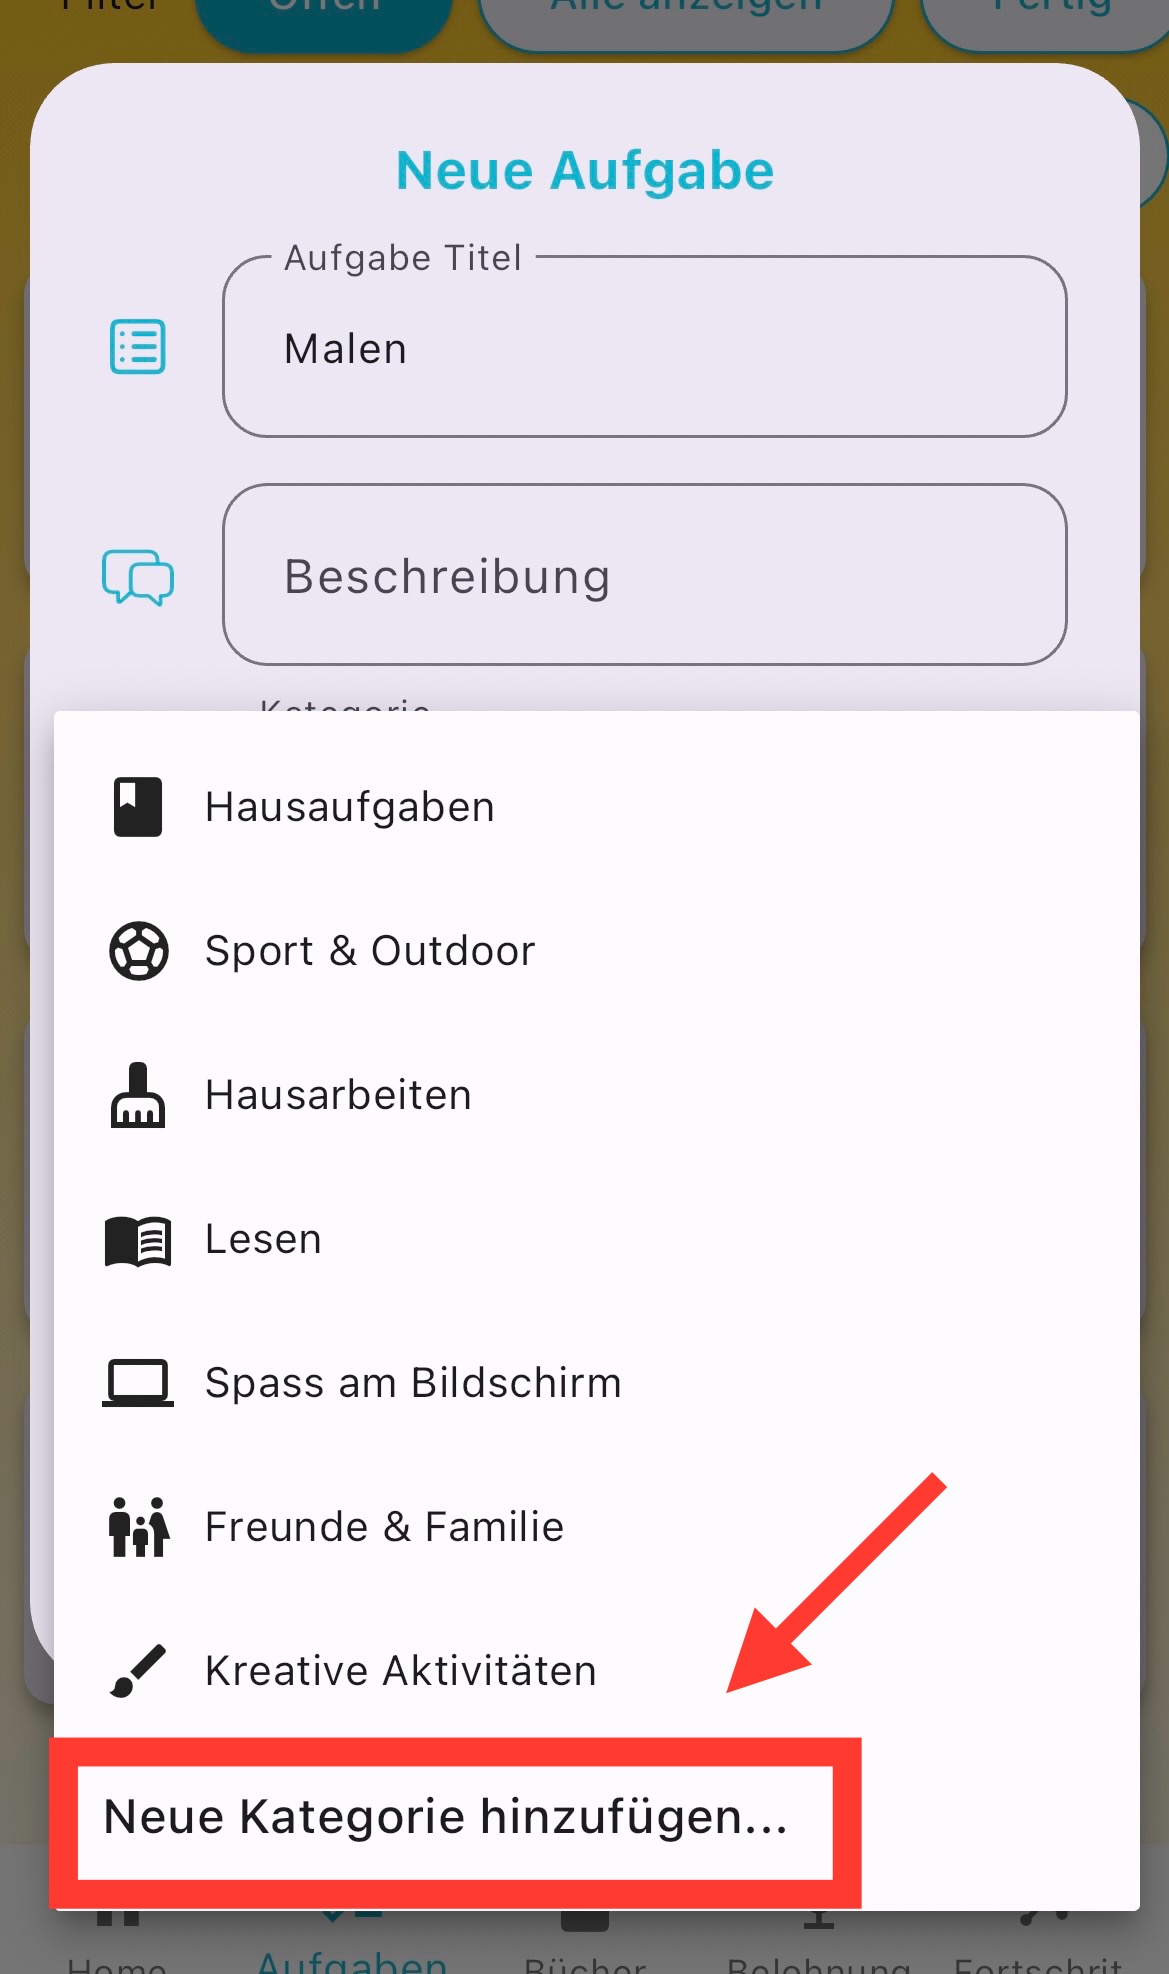 Filter Offen Alle anzeigen Fertig
Neue Aufgabe
Aufgabe Titel
Malen
Beschreibung
Kategorie
Hausaufgaben
Sport & Outdoor
Hausarbeiten
Lesen
Spass am Bildschirm
Freunde & Familie
Kreative Aktivitäten
Neue Kategorie hinzufügen...
Home Aufgaben Bücher Belohnung Fortschrit